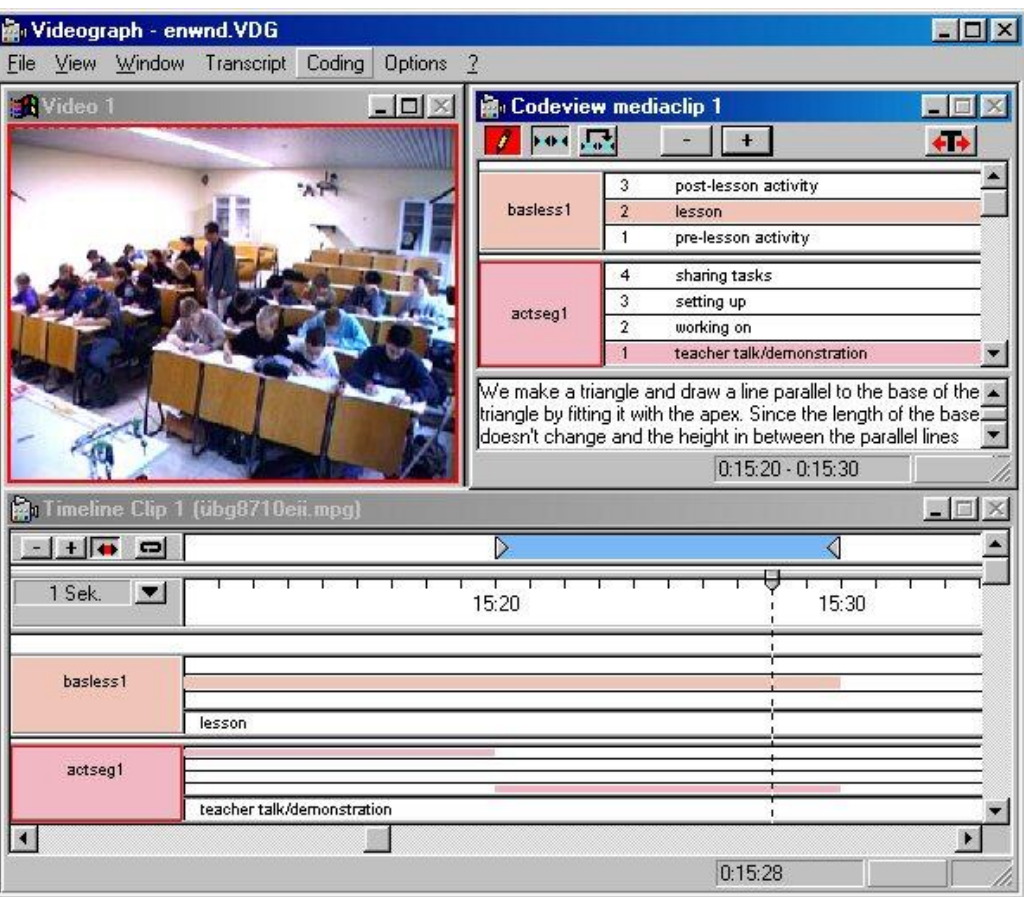 Videograph - enwnd.VDG
File View Window Transcript Coding Options ?
Video 1
Codeview mediaclip 1
- +
T
basless1
3 post-lesson activity
2 lesson
1 pre-lesson activity
actseg1
4 sharing tasks
3 setting up
2 working on
1 teacher talk/demonstration
We make a triangle and draw a line parallel to the base of the
triangle by fitting it with the apex. Since the length of the base
doesn't change and the height in between the parallel lines
0:15:20 - 0:15:30
Timeline Clip 1 (übg8710eii.mpg)
- +
1 Sek.
15:20 15:30
basless1
lesson
actseg1
teacher talk/demonstration
0:15:28